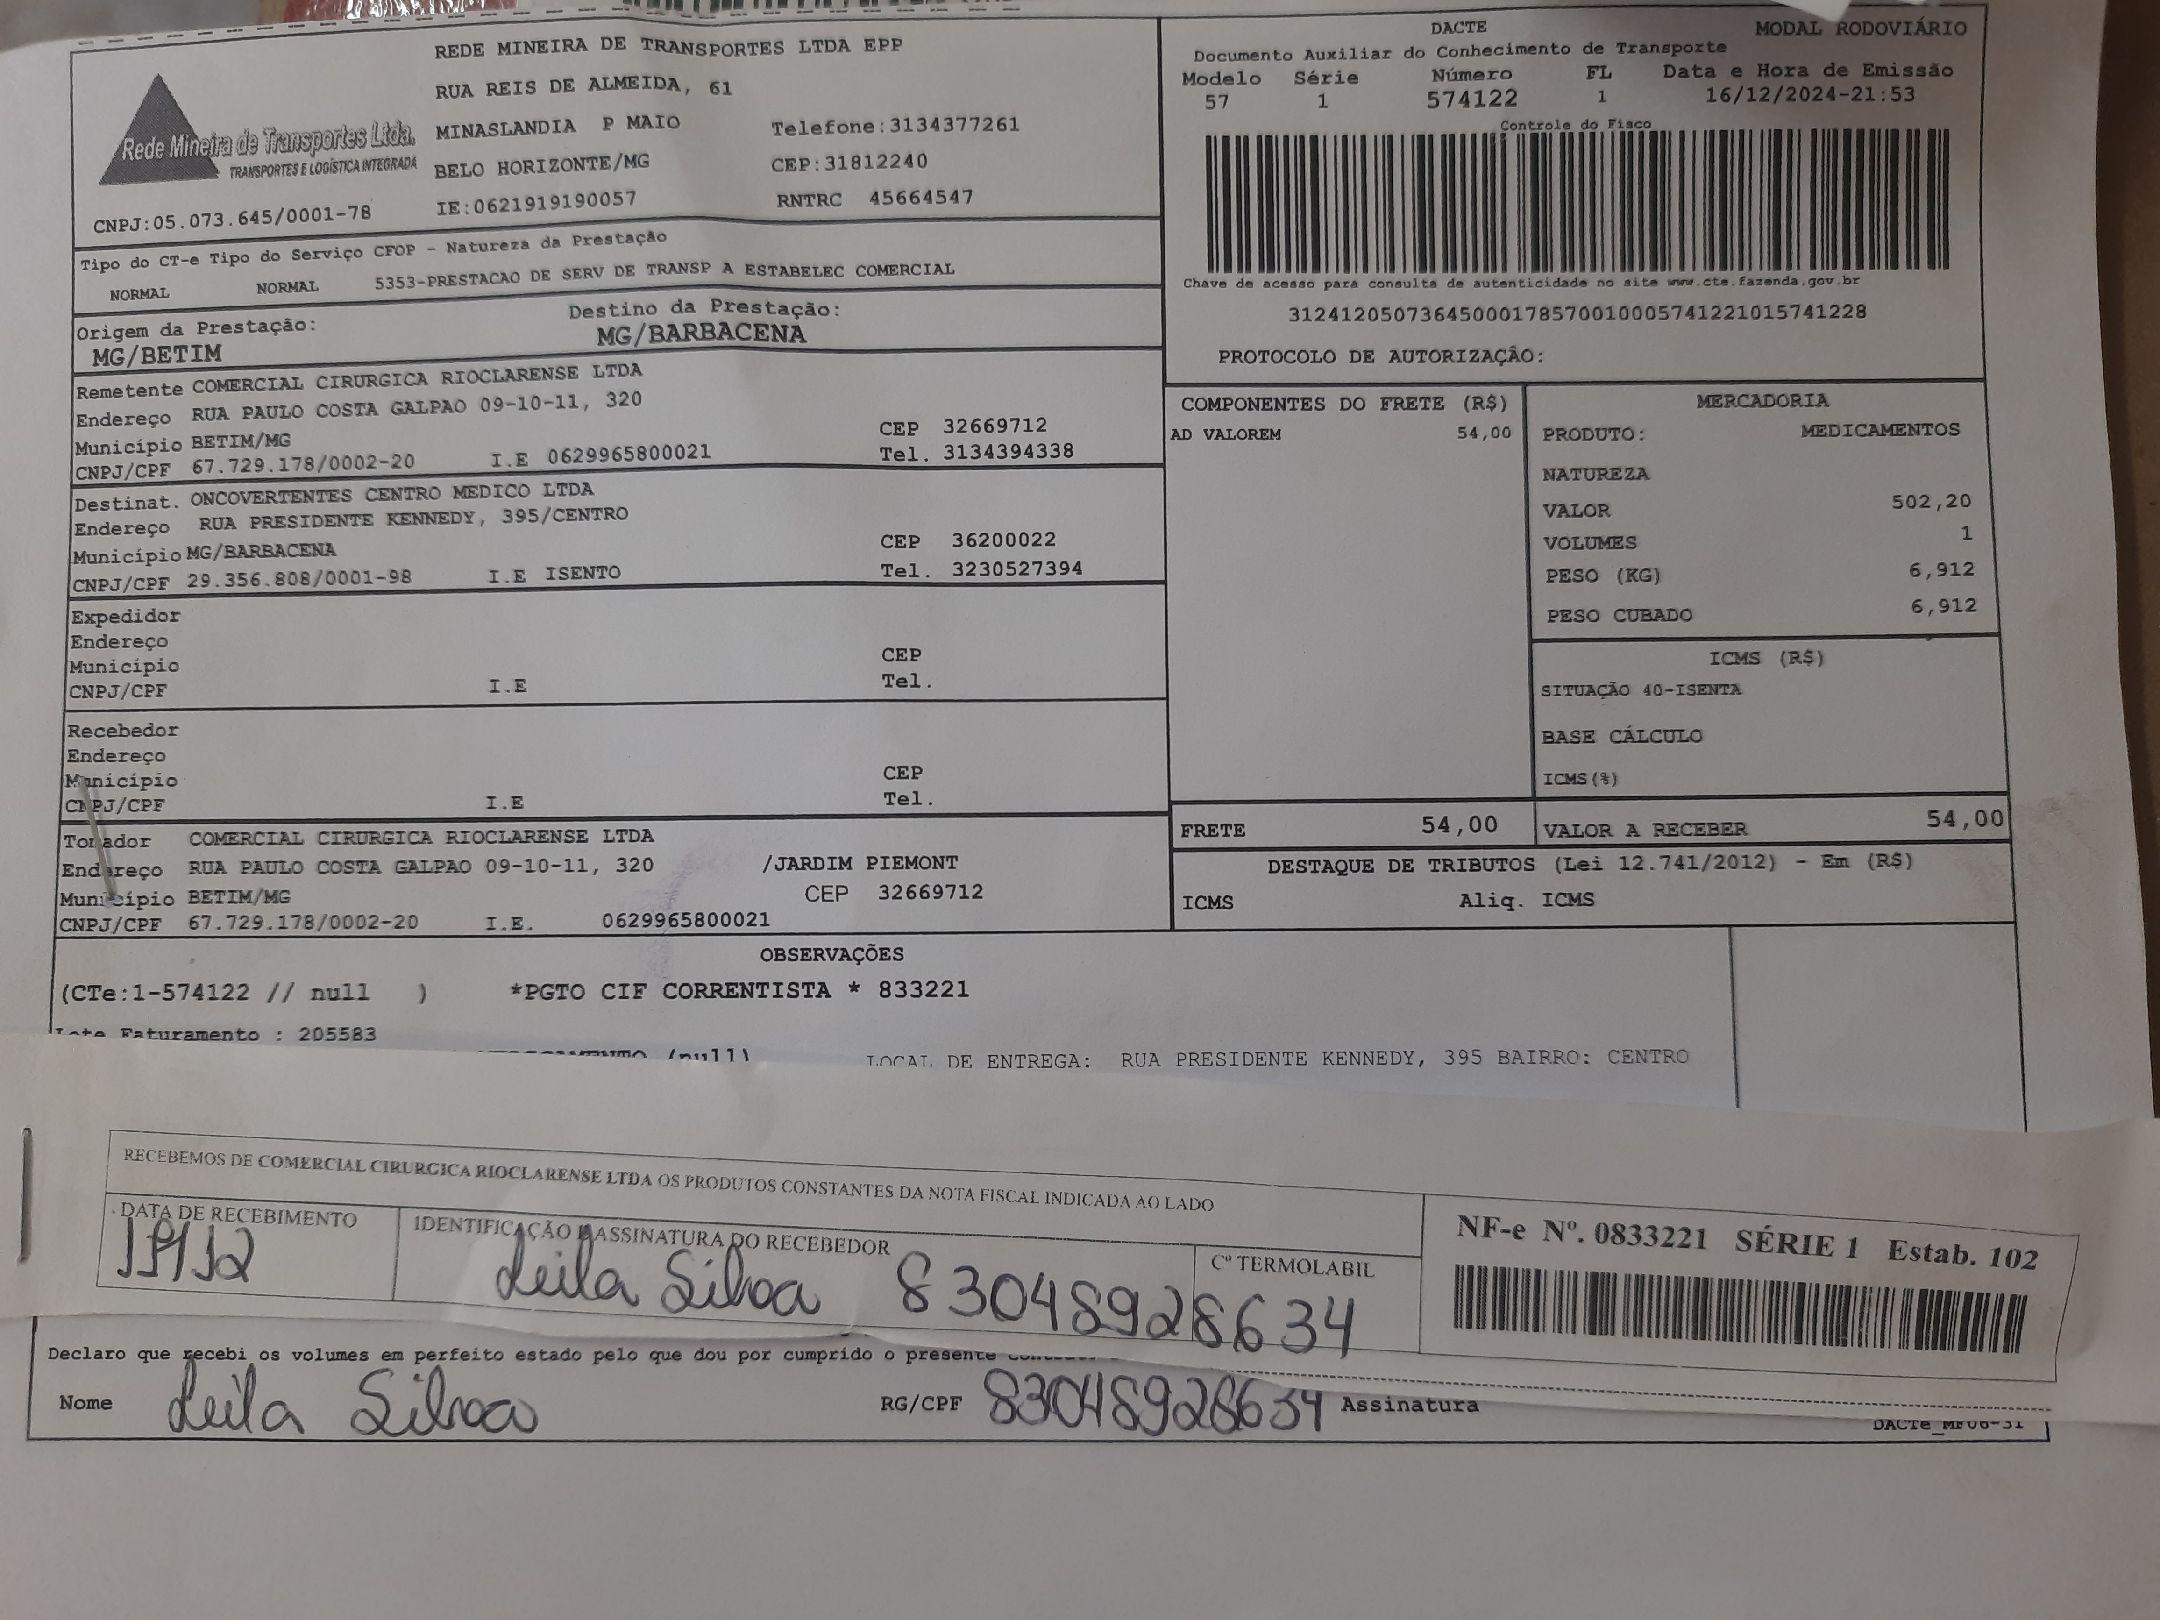 REDE MINEIRA DE TRANSPORTES LTDA EPP
RUA REIS DE ALMEIDA, 61
MINASLANDIA P MAIO Telefone:3134377261
BELO HORIZONTE/MG CEP:31812240
IE:0621919190057 RNTRC 45664547
Rede Mineira de Transportes Ltda.
TRANSPORTES E LOGÍSTICA INTEGRADA
CNPJ:05.073.645/0001-78
DACTE MODAL RODOVIÁRIO
Documento Auxiliar do Conhecimento de Transporte
Modelo Série Número FL Data e Hora de Emissão
57 1 574122 1 16/12/2024-21:53
Controle do Fisco
Chave de acesso para consulta de autenticidade no site www.cte.fazenda.gov.br
31241205073645000178570010005741221015741228
PROTOCOLO DE AUTORIZAÇÃO:
Tipo do CT-e Tipo do Serviço CFOP - Natureza da Prestação
NORMAL NORMAL 5353-PRESTACAO DE SERV DE TRANSP A ESTABELEC COMERCIAL
Origem da Prestação: Destino da Prestação:
MG/BETIM MG/BARBACENA
Remetente COMERCIAL CIRURGICA RIOCLARENSE LTDA
Endereço RUA PAULO COSTA GALPAO 09-10-11, 320
Município BETIM/MG CEP 32669712
CNPJ/CPF 67.729.178/0002-20 I.E 0629965800021 Tel. 3134394338
Destinat. ONCOVERTENTES CENTRO MEDICO LTDA
Endereço RUA PRESIDENTE KENNEDY, 395/CENTRO
Município MG/BARBACENA CEP 36200022
CNPJ/CPF 29.356.808/0001-98 I.E ISENTO Tel. 3230527394
Expedidor
Endereço
Município CEP
CNPJ/CPF I.E Tel.
Recebedor
Endereço
Município CEP
CNPJ/CPF I.E Tel.
Tomador COMERCIAL CIRURGICA RIOCLARENSE LTDA
Endereço RUA PAULO COSTA GALPAO 09-10-11, 320 /JARDIM PIEMONT
Município BETIM/MG CEP 32669712
CNPJ/CPF 67.729.178/0002-20 I.E. 0629965800021
COMPONENTES DO FRETE (R$)
AD VALOREM 54,00
MERCADORIA
PRODUTO: MEDICAMENTOS
NATUREZA
VALOR 502,20
VOLUMES 1
PESO (KG) 6,912
PESO CUBADO 6,912
ICMS (R$)
SITUAÇÃO 40-ISENTA
BASE CÁLCULO
ICMS(%)
FRETE 54,00 VALOR A RECEBER 54,00
DESTAQUE DE TRIBUTOS (Lei 12.741/2012) - Em (R$)
ICMS Aliq. ICMS
OBSERVAÇÕES
(CTe:1-574122 // null ) *PGTO CIF CORRENTISTA * 833221
Lote Faturamento : 205583
(null) LOCAL DE ENTREGA: RUA PRESIDENTE KENNEDY, 395 BAIRRO: CENTRO
RECEBEMOS DE COMERCIAL CIRURGICA RIOCLARENSE LTDA OS PRODUTOS CONSTANTES DA NOTA FISCAL INDICADA AO LADO
DATA DE RECEBIMENTO IDENTIFICAÇÃO E ASSINATURA DO RECEBEDOR Cº TERMOLABIL
Leila Silva 83048928634
NF-e Nº. 0833221 SÉRIE 1 Estab. 102
Declaro que recebi os volumes em perfeito estado pelo que dou por cumprido o presente
Nome Leila Silva RG/CPF 83048928634 Assinatura
DACTe_MF06-31